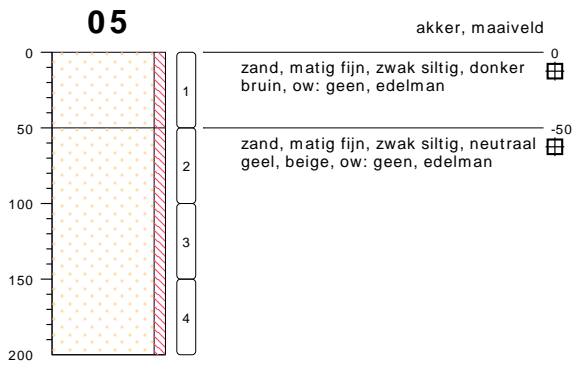 05
akker, maaiveld
0
0
zand, matig fijn, zwak siltig, donker
bruin, ow: geen, edelman
1
50
-50
zand, matig fijn, zwak siltig, neutraal
geel, beige, ow: geen, edelman
2
100
3
150
4
200